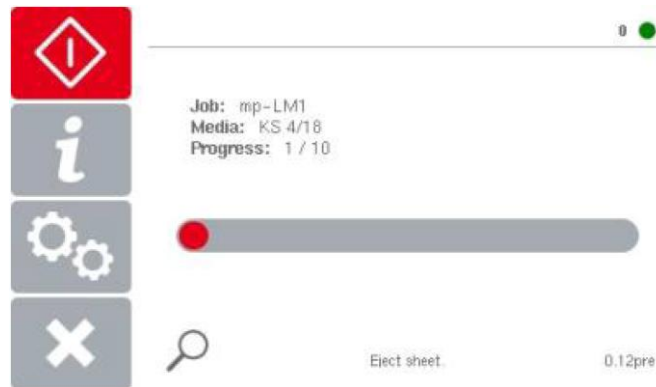 0
Job: mp-LM1
Media: KS 4/18
Progress: 1 / 10
Eject sheet. 0.12pre